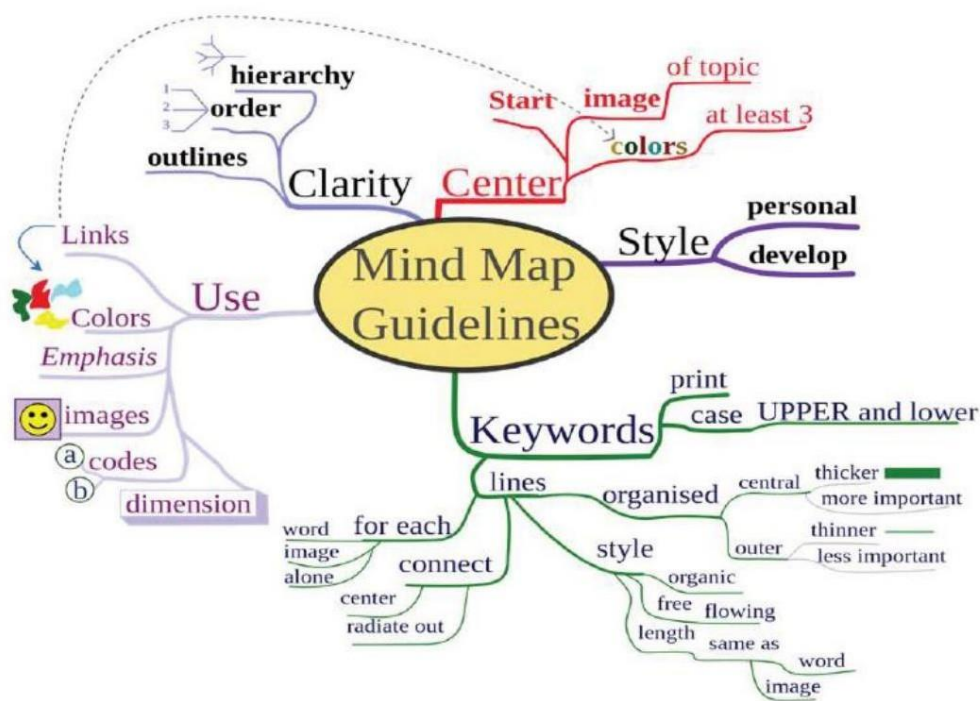 hierarchy
1
2
3
order
outlines
Clarity
Start
image
of topic
colors
at least 3
Center
Style
personal
develop
Mind Map
Guidelines
Links
Use
Colors
Emphasis
images
a
codes
b
dimension
Keywords
print
case
UPPER and lower
lines
organised
central
thicker
more important
outer
thinner
less important
for each
word
image
alone
connect
center
radiate out
style
organic
free
flowing
length
same as
word
image